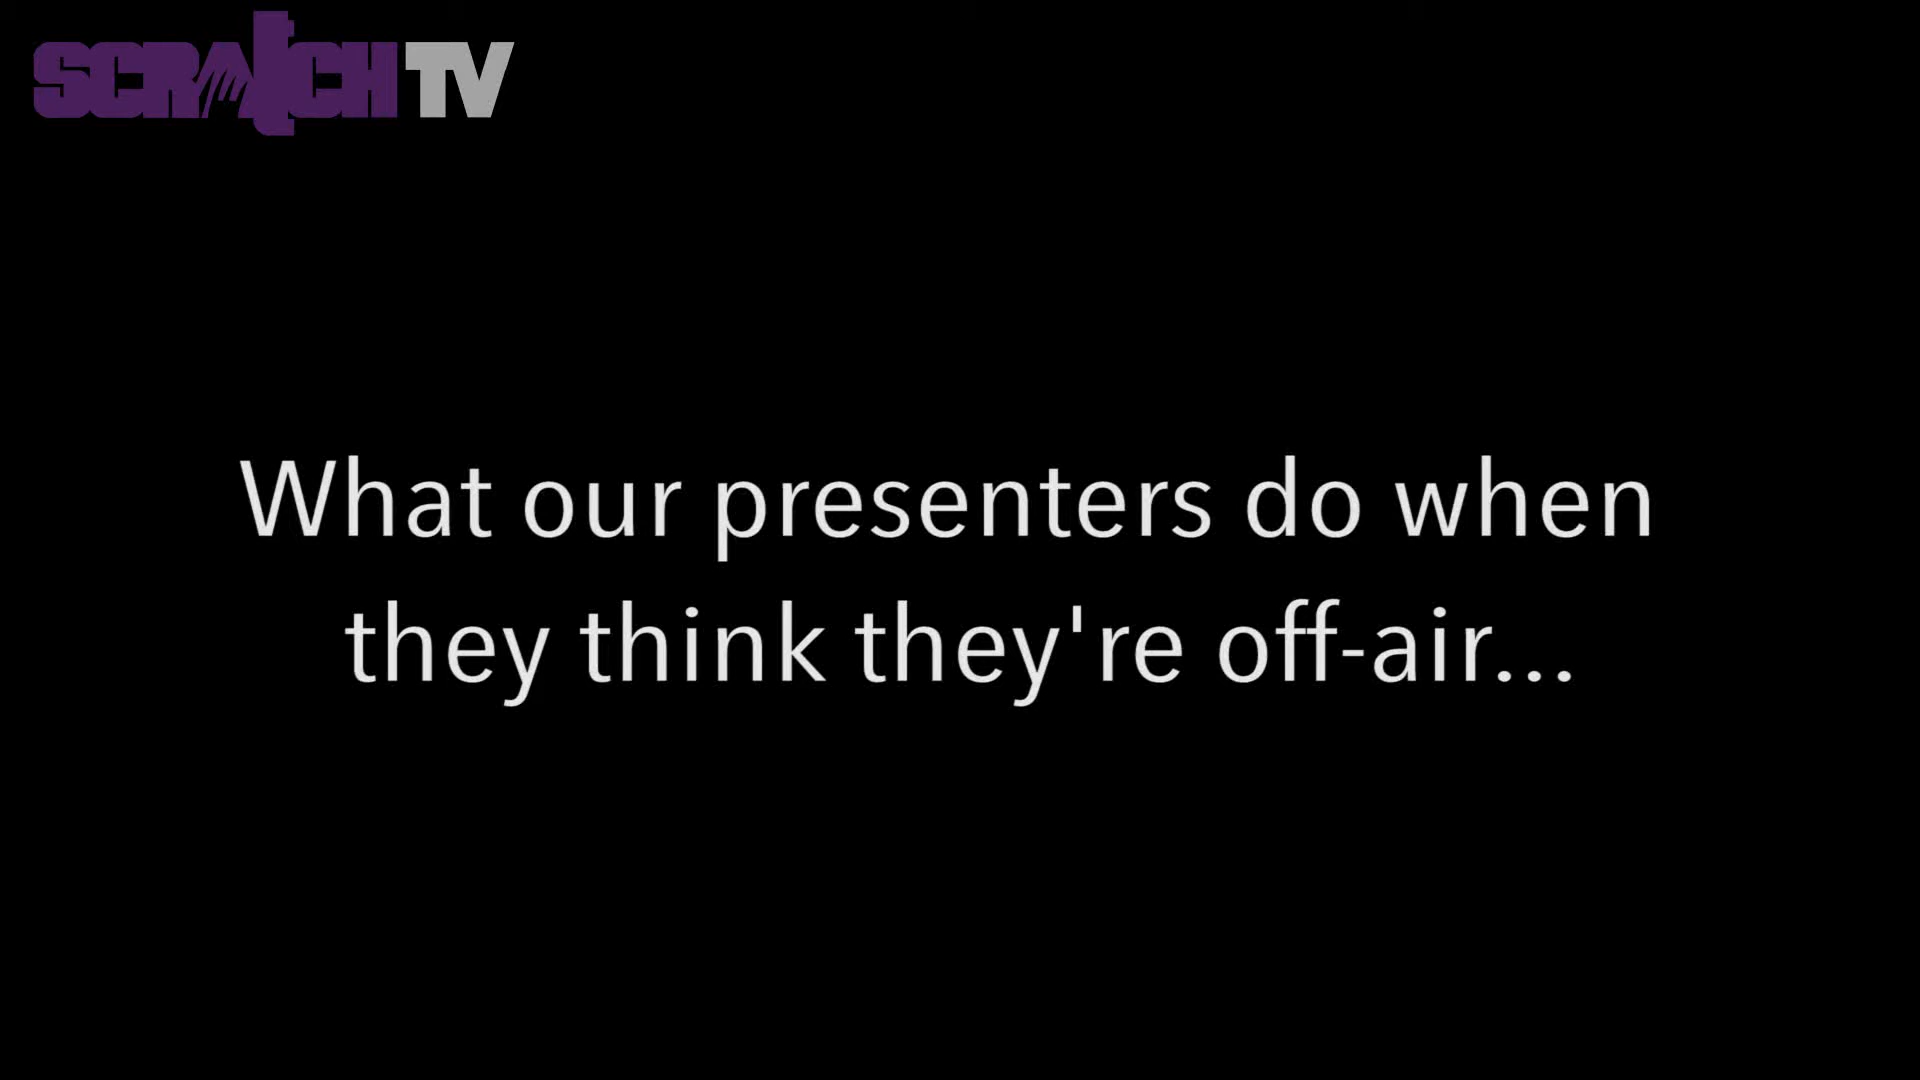 SCRATCH TV
What our presenters do when
they think they're off-air...